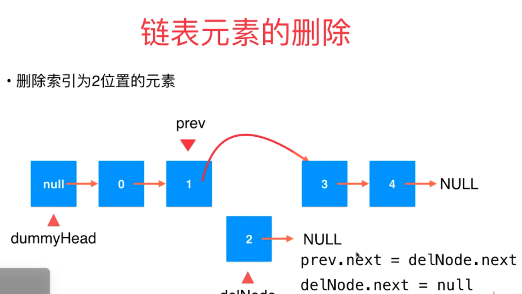 链表元素的删除
• 删除索引为2位置的元素
prev
null 0 1 3 4 NULL
dummyHead
2 NULL
prev.next = delNode.next
delNode.next = null
delNode